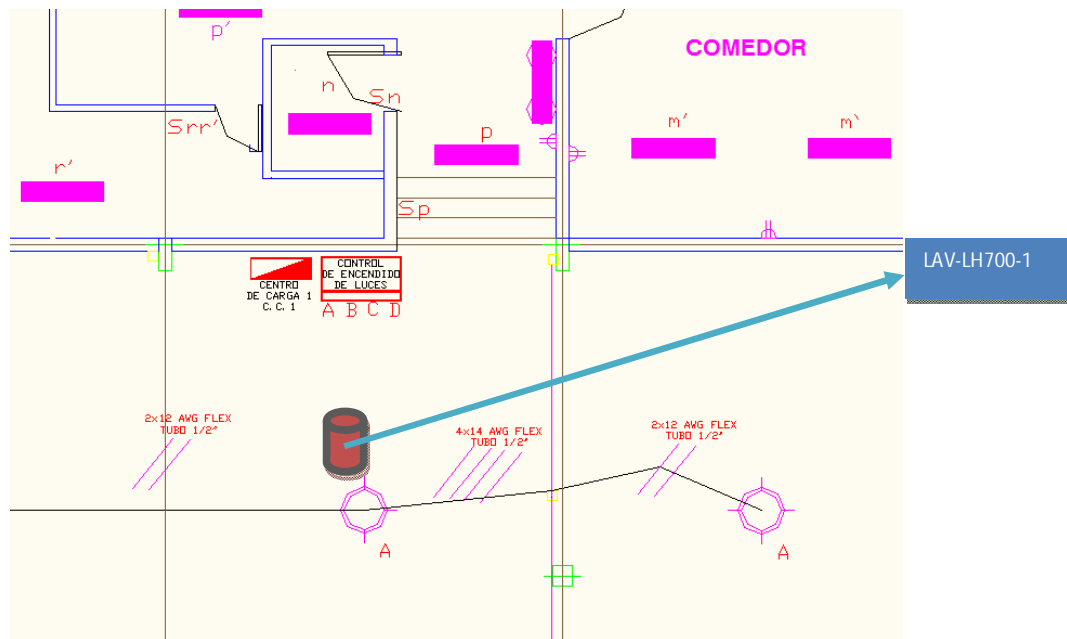 p'
COMEDOR
n
Sn
Srr'
p
m'
m`
r'
Sp
CENTRO
DE CARGA 1
C.C.1
CONTROL
DE ENCENDIDO
DE LUCES
A B C D
LAV-LH700-1
2x12 AWG FLEX
TUBO 1/2"
4x14 AWG FLEX
TUBO 1/2"
2x12 AWG FLEX
TUBO 1/2"
A
A